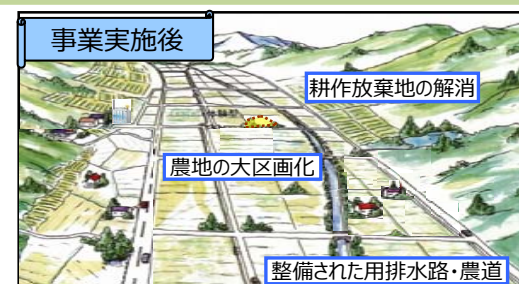 事業実施後
耕作放棄地の解消
農地の大区画化
整備された用排水路・農道